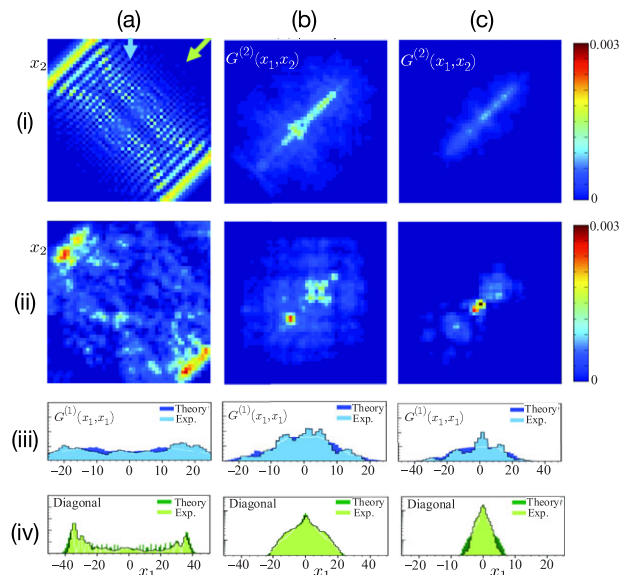 (a) (b) (c)
(i)
x₂
G⁽²⁾(x₁,x₂)
G⁽²⁾(x₁,x₂)
0.003
0
(ii)
x₂
0.003
0
(iii)
G⁽¹⁾(x₁,x₁) Theory
Exp.
G⁽¹⁾(x₁,x₁) Theory
Exp.
G⁽¹⁾(x₁,x₁) Theory
Exp.
-20 -10 0 10 20
-20 -10 0 10 20
-40 -20 0 20 40
(iv)
Diagonal Theory
Exp.
Diagonal Theory
Exp.
Diagonal Theory
Exp.
-40 -20 0 20 40
-40 -20 0 20 40
-20 -10 0 10 20
x₁
x₁
x₁